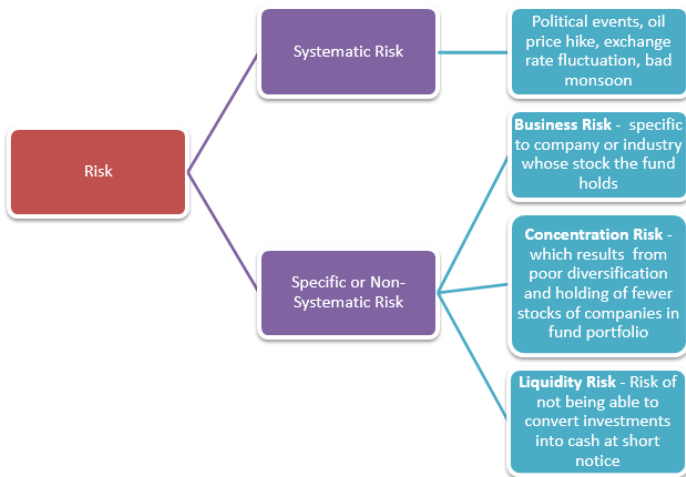 Risk
Systematic Risk
Political events, oil
price hike, exchange
rate fluctuation, bad
monsoon
Specific or Non-
Systematic Risk
Business Risk -  specific
to company or industry
whose stock the fund
holds
Concentration Risk -
which results  from
poor diversification
and holding of fewer
stocks of companies in
fund portfolio
Liquidity Risk - Risk of
not being able to
convert investments
into cash at short
notice